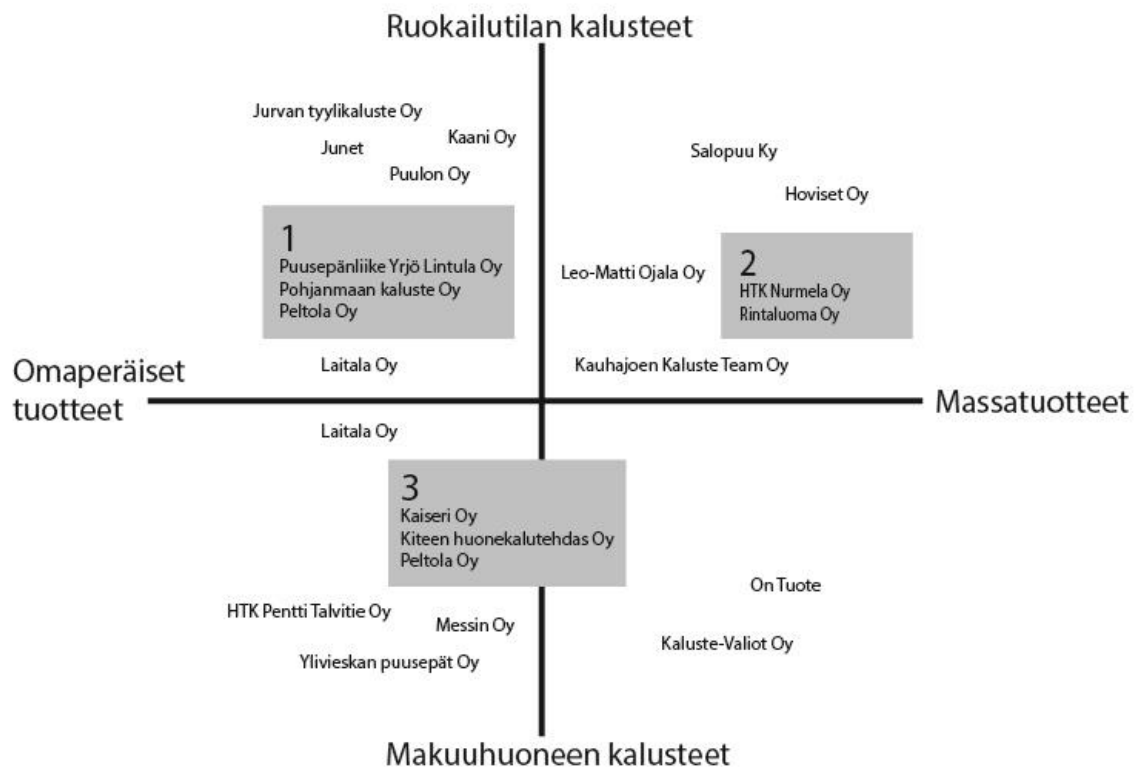 Ruokailutilan kalusteet
Jurvan tyylikaluste Oy
Kaani Oy
Junet
Puulon Oy
Salopuu Ky
Hoviset Oy
1
Puusepänliike Yrjö Lintula Oy
Pohjanmaan kaluste Oy
Peltola Oy
Leo-Matti Ojala Oy
2
HTK Nurmela Oy
Rintaluoma Oy
Laitala Oy
Kauhajoen Kaluste Team Oy
Omaperäiset
tuotteet
Massatuotteet
Laitala Oy
3
Kaiseri Oy
Kiteen huonekalutehdas Oy
Peltola Oy
On Tuote
HTK Pentti Talvitie Oy
Messin Oy
Kaluste-Valiot Oy
Ylivieskan puusepät Oy
Makuuhuoneen kalusteet